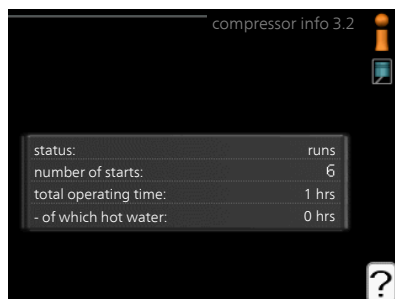 compressor info 3.2
status: runs
number of starts: 6
total operating time: 1 hrs
- of which hot water: 0 hrs
?